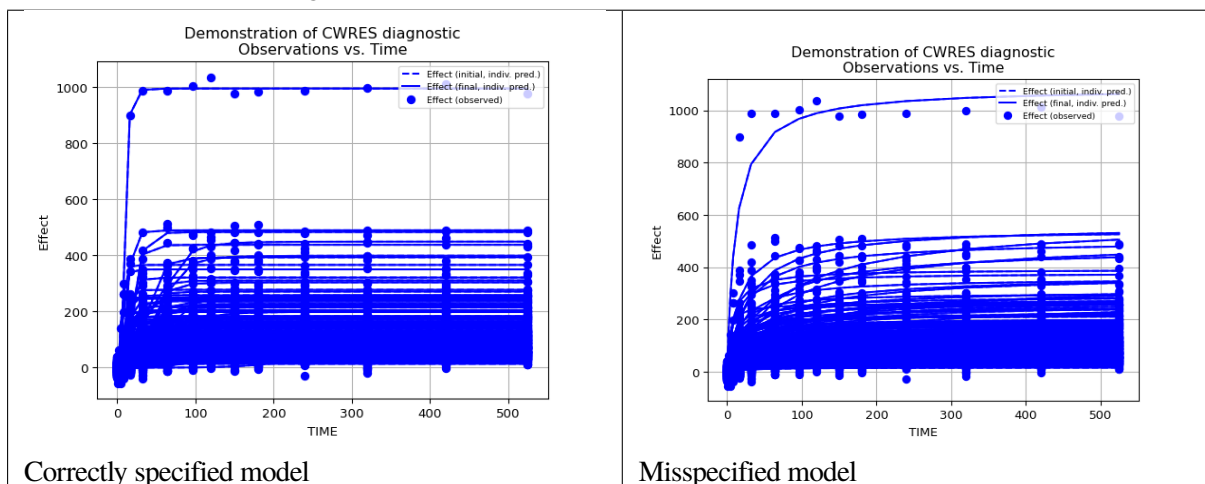 Demonstration of CWRES diagnostic
Observations vs. Time
Effect (initial, indiv. pred.)
Effect (final, indiv. pred.)
Effect (observed)
1000
800
600
400
200
0
Effect
0 100 200 300 400 500
TIME
Correctly specified model
Demonstration of CWRES diagnostic
Observations vs. Time
Effect (initial, indiv. pred.)
Effect (final, indiv. pred.)
Effect (observed)
1000
800
600
400
200
0
Effect
0 100 200 300 400 500
TIME
Misspecified model